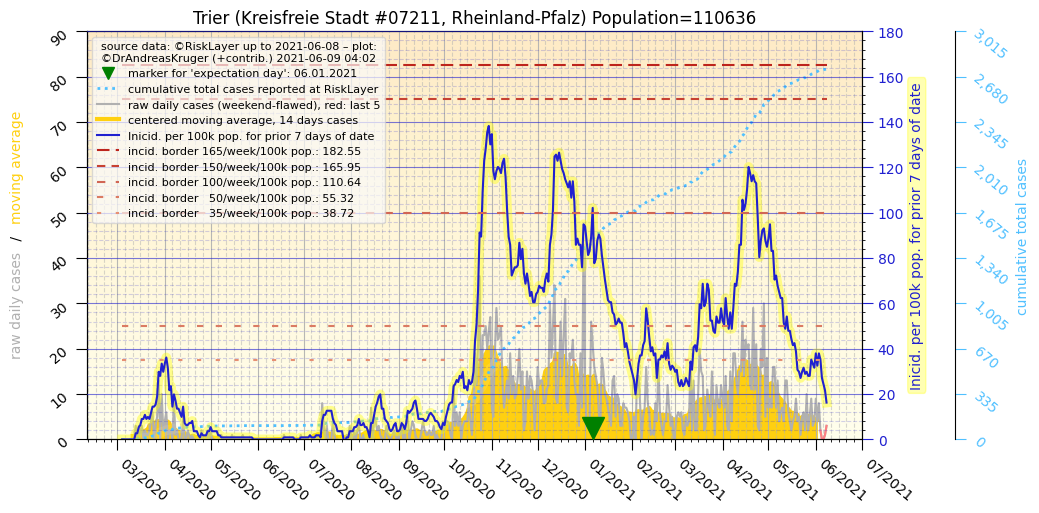 Trier (Kreisfreie Stadt #07211, Rheinland-Pfalz) Population=110636
source data: ©RiskLayer up to 2021-06-08 – plot:
©DrAndreasKruger (+contrib.) 2021-06-09 04:02
marker for 'expectation day': 06.01.2021
cumulative total cases reported at RiskLayer
raw daily cases (weekend-flawed), red: last 5
centered moving average, 14 days cases
Inicid. per 100k pop. for prior 7 days of date
incid. border 165/week/100k pop.: 182.55
incid. border 150/week/100k pop.: 165.95
incid. border 100/week/100k pop.: 110.64
incid. border   50/week/100k pop.: 55.32
incid. border   35/week/100k pop.: 38.72
raw daily cases / moving average
90
80
70
60
50
40
30
20
10
0
03/2020
04/2020
05/2020
06/2020
07/2020
08/2020
09/2020
10/2020
11/2020
12/2020
01/2021
02/2021
03/2021
04/2021
05/2021
06/2021
07/2021
180
160
140
120
100
80
60
40
20
0
Inicid. per 100k pop. for prior 7 days of date
3,015
2,680
2,345
2,010
1,675
1,340
1,005
670
335
0
cumulative total cases